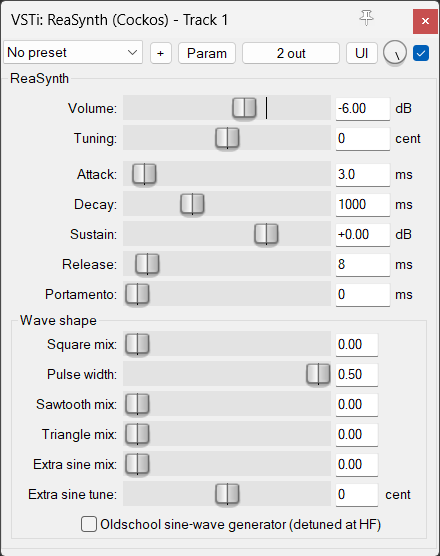 VSTi: ReaSynth (Cockos) - Track 1
No preset + Param 2 out UI
ReaSynth
Volume: -6.00 dB
Tuning: 0 cent
Attack: 3.0 ms
Decay: 1000 ms
Sustain: +0.00 dB
Release: 8 ms
Portamento: 0 ms
Wave shape
Square mix: 0.00
Pulse width: 0.50
Sawtooth mix: 0.00
Triangle mix: 0.00
Extra sine mix: 0.00
Extra sine tune: 0 cent
Oldschool sine-wave generator (detuned at HF)